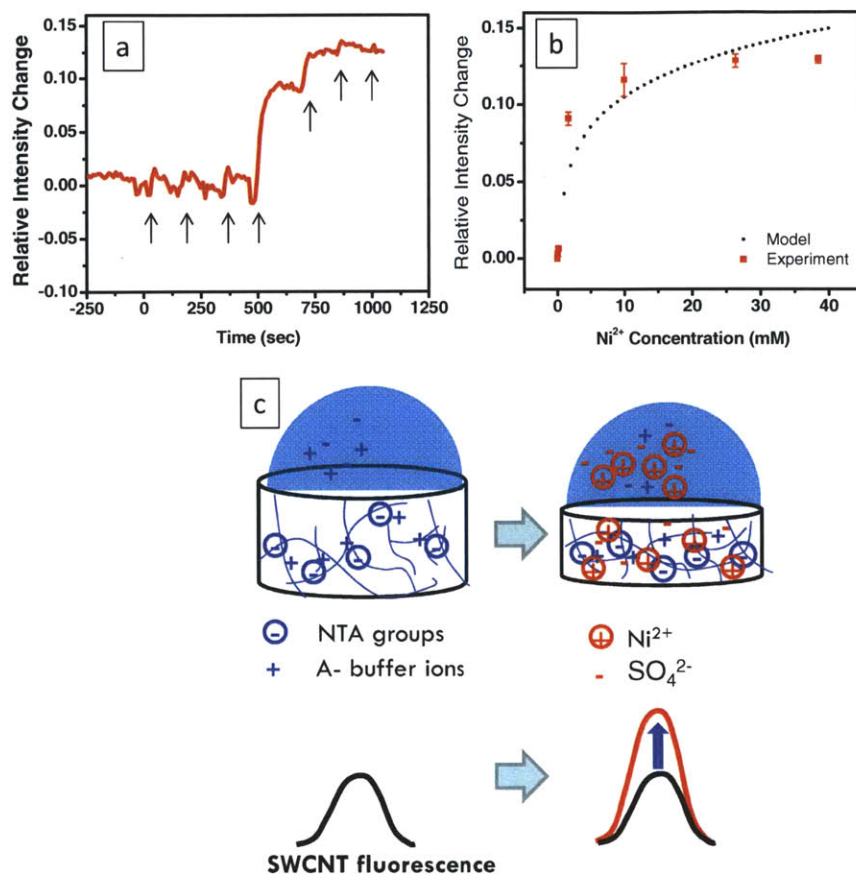 a
0.15
0.10
0.05
0.00
-0.05
-0.10
-250
0
250
500
750
1000
1250
Relative Intensity Change
Time (sec)
b
0.15
0.10
0.05
0.00
0
10
20
30
40
Relative Intensity Change
Model
Experiment
Ni²⁺ Concentration (mM)
c
NTA groups
+ A- buffer ions
Ni²⁺
- SO₄²⁻
SWCNT fluorescence